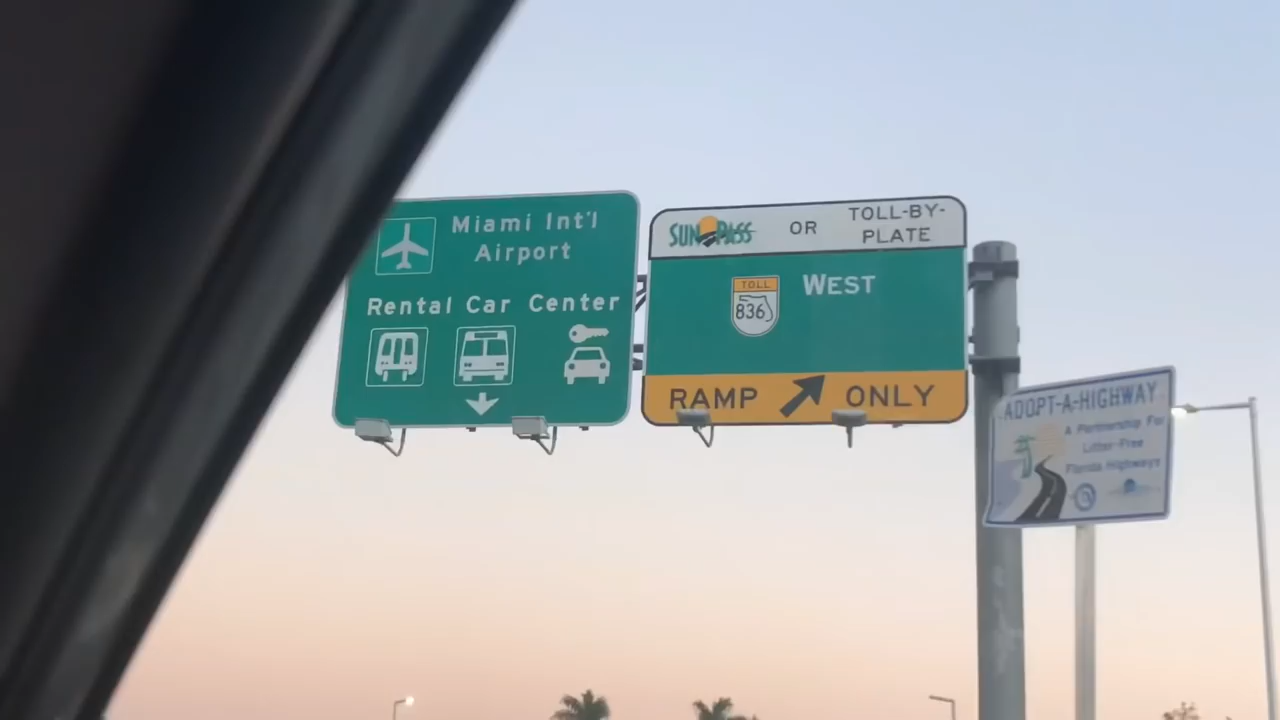 Miami Int'l
Airport
Rental Car Center
SUNPASS OR TOLL-BY-
PLATE
TOLL
836
WEST
RAMP ONLY
ADOPT-A-HIGHWAY
A Partnership For
Litter-Free
Florida Highways